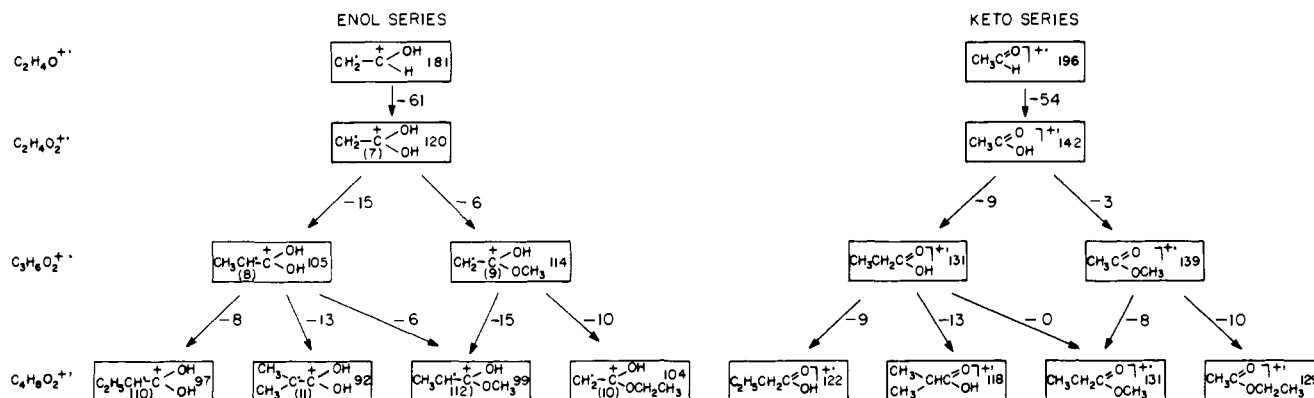 ENOL SERIES KETO SERIES
C₂H₄O⁺· CH₂·—C⁺ OH H 181 CH₃C=O H ⁺· 196
-61 -54
C₂H₄O₂⁺· CH₂·—C⁺ OH OH (7) 120 CH₃C=O OH ⁺· 142
-15 -6 -9 -3
C₃H₆O₂⁺· CH₃CH·—C⁺ OH OH (8) 105 CH₂·—C⁺ OH OCH₃ (9) 114 CH₃CH₂C=O OH ⁺· 131 CH₃C=O OCH₃ ⁺· 139
-8 -13 -6 -15 -10 -9 -13 -0 -8 -10
C₄H₈O₂⁺· C₂H₅CH·—C⁺ OH OH (110) 97 CH₃ CH₃ C·—C⁺ OH OH (11) 92 CH₃CH·—C⁺ OH OCH₃ (112) 99 CH₂·—C⁺ OH OCH₂CH₃ (10) 104 C₂H₅CH₂C=O OH ⁺· 122 CH₃ CH₃ CHC=O OH ⁺· 118 CH₃CH₂C=O OCH₃ ⁺· 131 CH₃C=O OCH₂CH₃ ⁺· 129